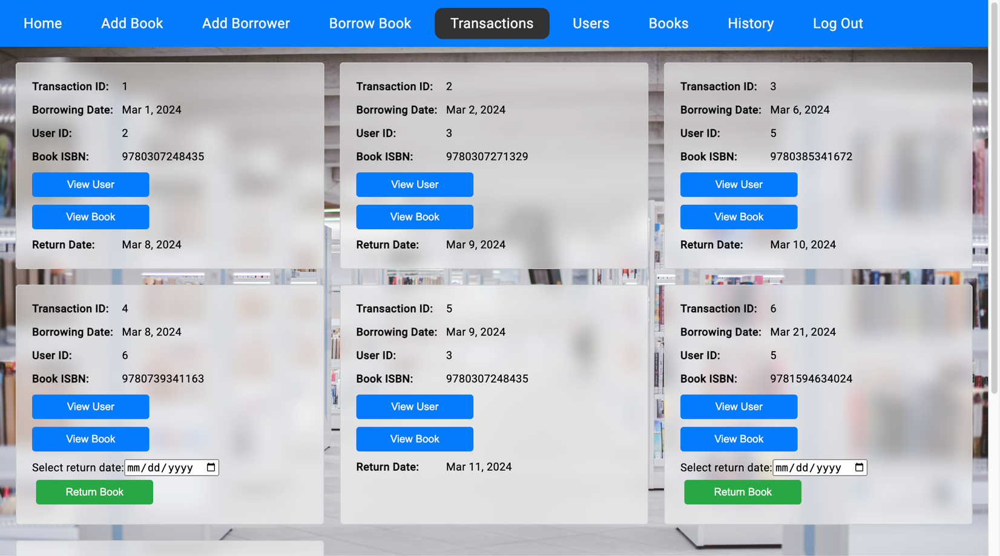 Home Add Book Add Borrower Borrow Book Transactions Users Books History Log Out
Transaction ID: 1
Borrowing Date: Mar 1, 2024
User ID: 2
Book ISBN: 9780307248435
View User
View Book
Return Date: Mar 8, 2024
Transaction ID: 2
Borrowing Date: Mar 2, 2024
User ID: 3
Book ISBN: 9780307271329
View User
View Book
Return Date: Mar 9, 2024
Transaction ID: 3
Borrowing Date: Mar 6, 2024
User ID: 5
Book ISBN: 9780385341672
View User
View Book
Return Date: Mar 10, 2024
Transaction ID: 4
Borrowing Date: Mar 8, 2024
User ID: 6
Book ISBN: 9780739341163
View User
View Book
Select return date: mm/dd/yyyy
Return Book
Transaction ID: 5
Borrowing Date: Mar 9, 2024
User ID: 3
Book ISBN: 9780307248435
View User
View Book
Return Date: Mar 11, 2024
Transaction ID: 6
Borrowing Date: Mar 21, 2024
User ID: 5
Book ISBN: 9781594634024
View User
View Book
Select return date: mm/dd/yyyy
Return Book